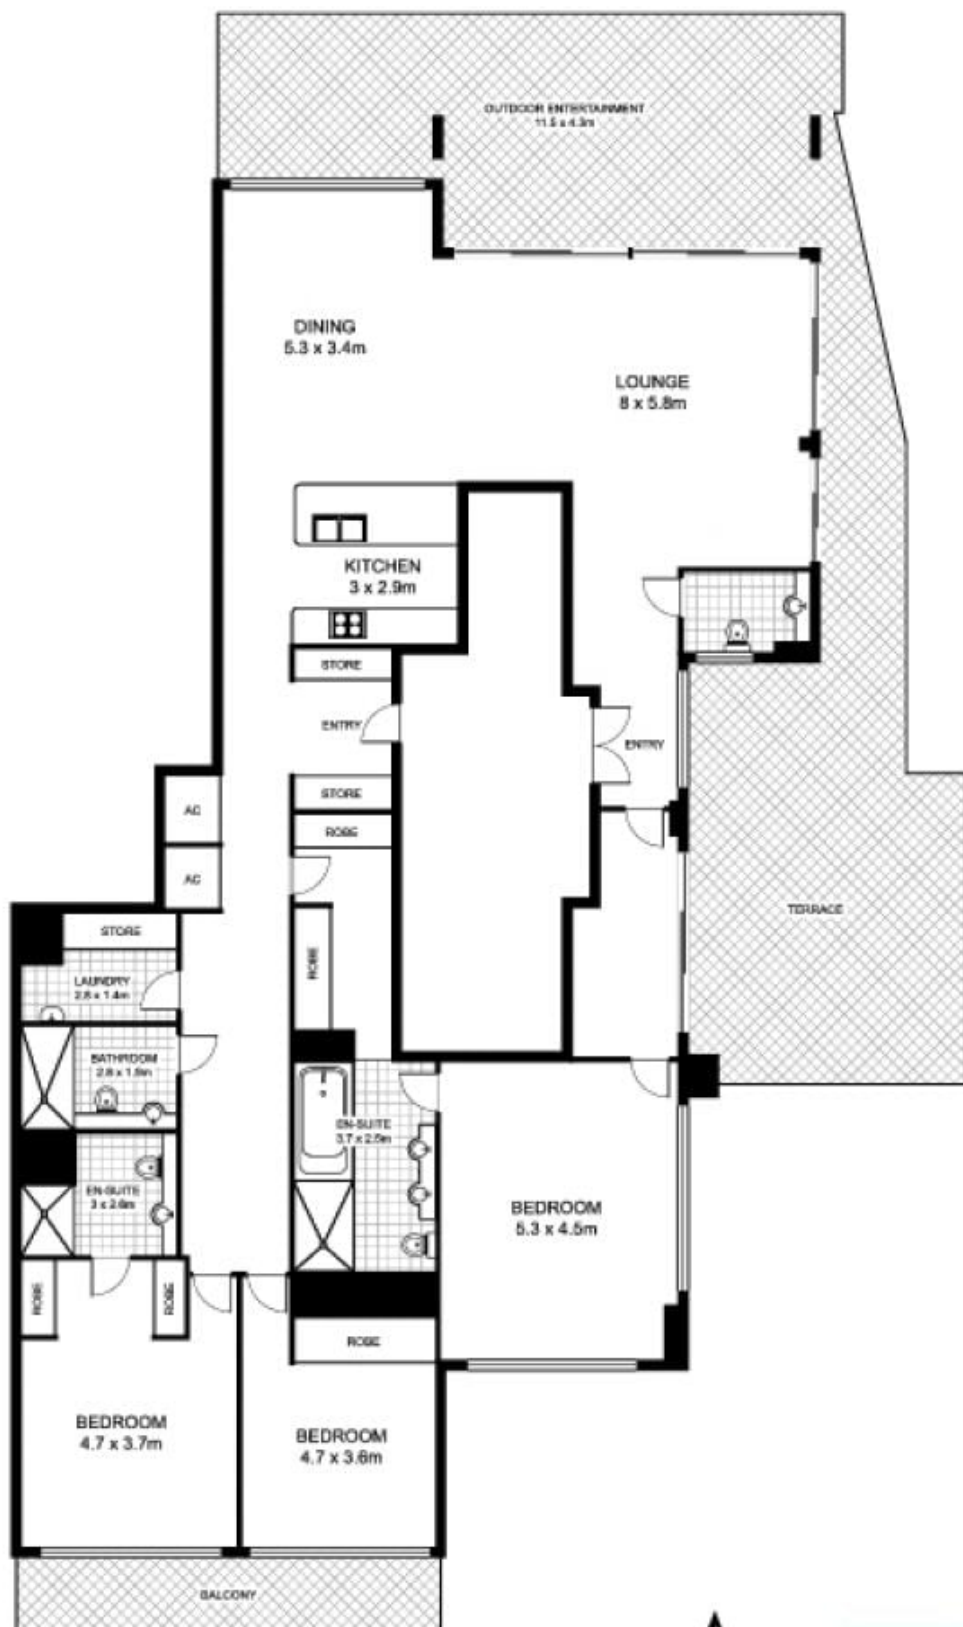 OUTDOOR ENTERTAINMENT
11.5 x 4.3m
DINING
5.3 x 3.4m
LOUNGE
8 x 5.8m
KITCHEN
3 x 2.9m
STORE
ENTRY
ENTRY
STORE
AC
ROBE
AC
TERRACE
STORE
ROBE
LAUNDRY
2.8 x 1.4m
BATHROOM
2.8 x 1.9m
EN-SUITE
3.7 x 2.5m
EN-SUITE
3 x 2.6m
BEDROOM
5.3 x 4.5m
ROBE
ROBE
ROBE
BEDROOM
4.7 x 3.7m
BEDROOM
4.7 x 3.6m
BALCONY